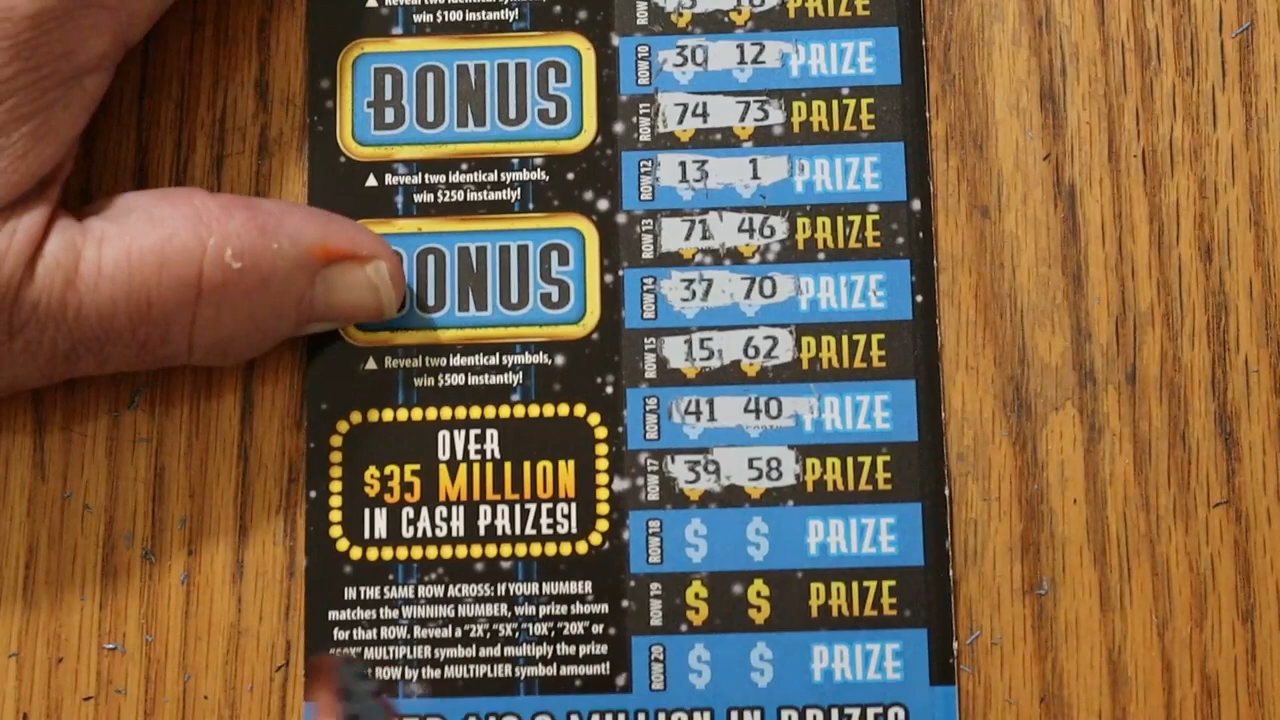 ▲ Reveal two identical symbols,
win $100 instantly!
BONUS
▲ Reveal two identical symbols,
win $250 instantly!
BONUS
▲ Reveal two identical symbols,
win $500 instantly!
OVER
$35 MILLION
IN CASH PRIZES!
IN THE SAME ROW ACROSS: If YOUR NUMBER
matches the WINNING NUMBER, win prize shown
for that ROW. Reveal a "2X", "5X", "10X", "20X" or
MULTIPLIER symbol and multiply the prize
ROW by the MULTIPLIER symbol amount!
PRIZE
ROW 10 30 12 PRIZE
ROW 11 74 73 PRIZE
ROW 12 13 1 PRIZE
ROW 13 71 46 PRIZE
ROW 14 37 70 PRIZE
ROW 15 15 62 PRIZE
ROW 16 41 40 PRIZE
ROW 17 39 58 PRIZE
ROW 18 $ $ PRIZE
ROW 19 $ $ PRIZE
ROW 20 $ $ PRIZE
MILLION IN PRIZES